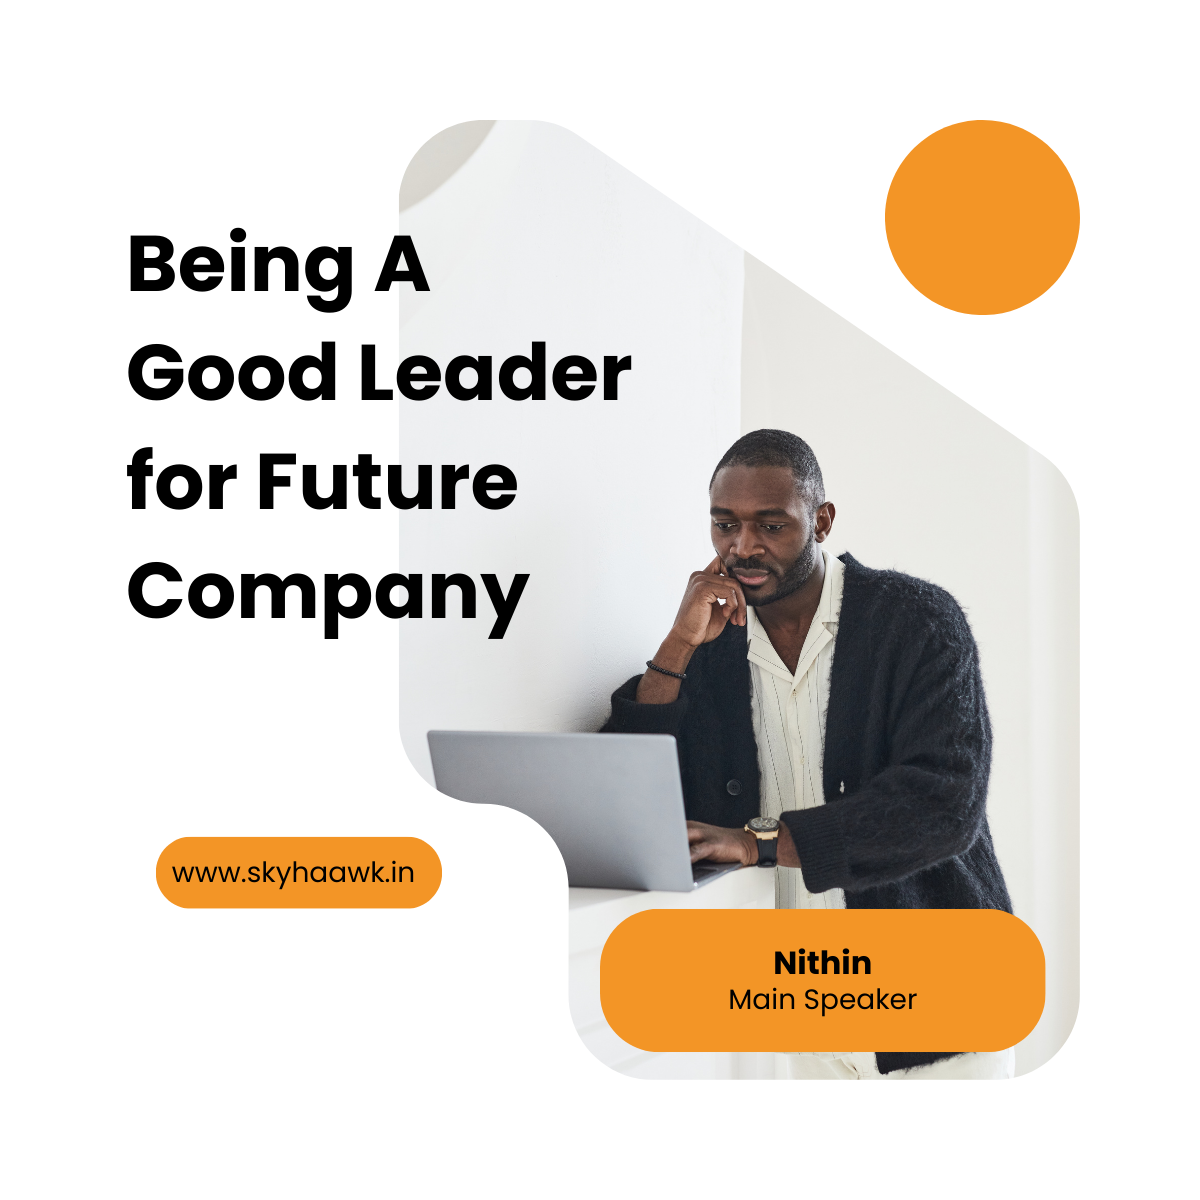 Being A
Good Leader
for Future
Company
www.skyhaawk.in
Nithin
Main Speaker